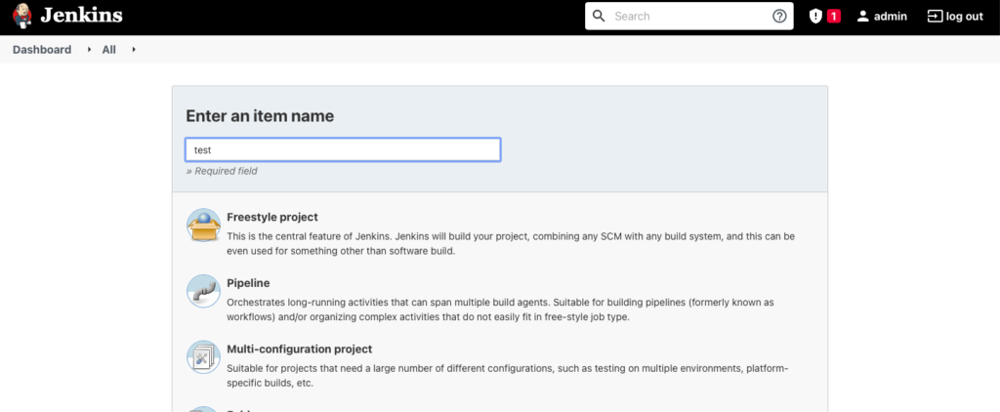 Jenkins
Search
1
admin
log out
Dashboard
All
Enter an item name
test
» Required field
Freestyle project
This is the central feature of Jenkins. Jenkins will build your project, combining any SCM with any build system, and this can be
even used for something other than software build.
Pipeline
Orchestrates long-running activities that can span multiple build agents. Suitable for building pipelines (formerly known as
workflows) and/or organizing complex activities that do not easily fit in free-style job type.
Multi-configuration project
Suitable for projects that need a large number of different configurations, such as testing on multiple environments, platform-
specific builds, etc.